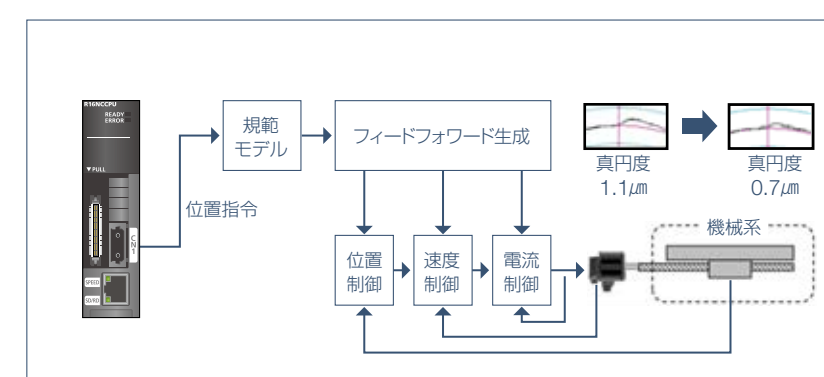 R16NCCPU
READY
ERROR
▼PULL
CN1
SPEED
SD/RD
位置指令
規範
モデル
フィードフォワード生成
真円度
1.1㎛
真円度
0.7㎛
位置
制御
速度
制御
電流
制御
機械系